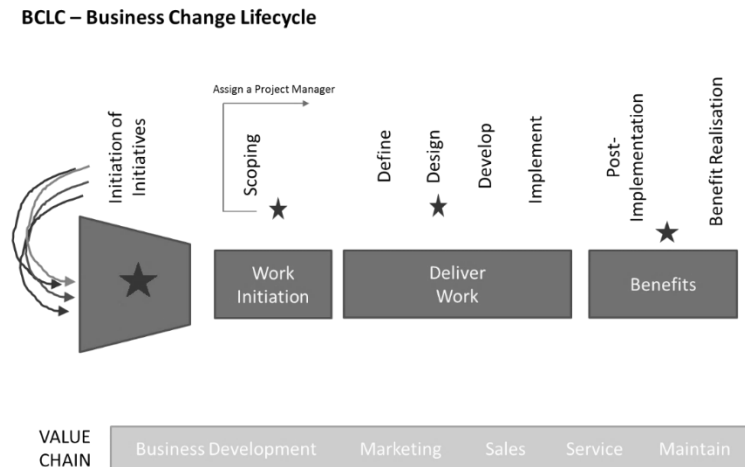 BCLC – Business Change Lifecycle
Assign a Project Manager
Initiation of
Initiatives
Scoping
Define
Design
Develop
Implement
Post-
Implementation
Benefit Realisation
Work
Initiation
Deliver
Work
Benefits
VALUE
CHAIN
Business Development Marketing Sales Service Maintain